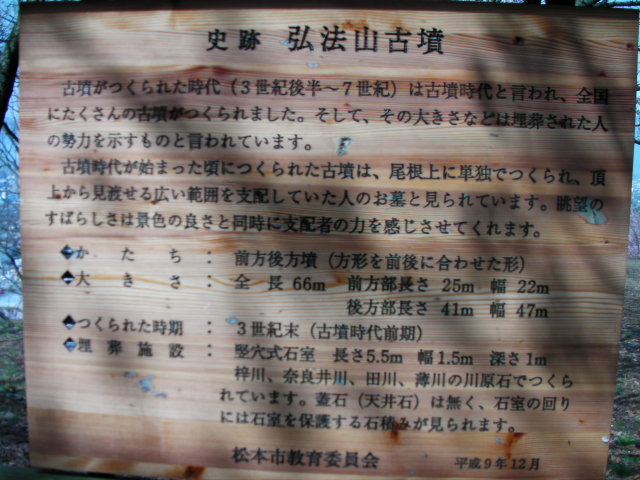 史跡 弘法山古墳
古墳がつくられた時代（3世紀後半～7世紀）は古墳時代と言われ、全国
にたくさんの古墳がつくられました。そして、その大きさなどは埋葬された人
の勢力を示すものと言われています。
古墳時代が始まった頃につくられた古墳は、尾根上に単独でつくられ、頂
上から見渡せる広い範囲を支配していた人のお墓と見られています。眺望の
すばらしさは景色の良さと同時に支配者の力を感じさせてくれます。
◆かたち：前方後方墳（方形を前後に合わせた形）
◆大きさ：全長66m 前方部長さ 25m 幅 22m
後方部長さ 41m 幅 47m
◆つくられた時期：3世紀末（古墳時代前期）
◆埋葬施設：竪穴式石室 長さ5.5m 幅1.5m 深さ1m
梓川、奈良井川、田川、薄川の川原石でつくら
れています。蓋石（天井石）は無く、石室の回り
には石室を保護する石積みが見られます。
松本市教育委員会 平成9年12月